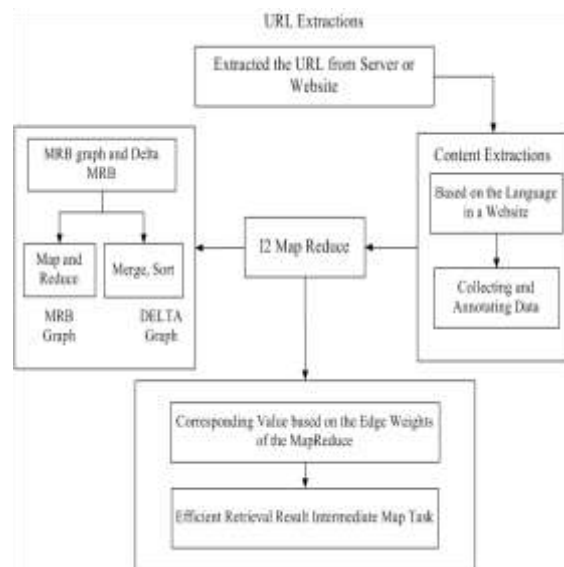 URL Extractions
Extracted the URL from Server or
Website
MRB graph and Delta
MRB
Map and
Reduce
Merge, Sort
MRB
Graph
DELTA
Graph
I2 Map Reduce
Content Extractions
Based on the Language
in a Website
Collecting and
Annotating Data
Corresponding Value based on the Edge Weights
of the MapReduce
Efficient Retrieval Result Intermediate Map Task